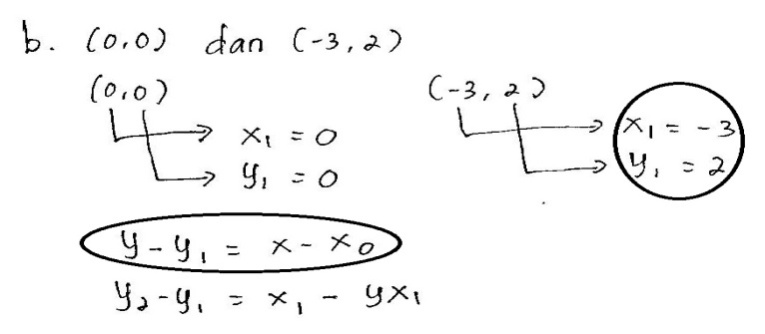 b. (0,0) dan (-3,2)
(0,0) (-3,2)
x₁ = 0 x₁ = -3
y₁ = 0 y₁ = 2
y - y₁ = x - x₀
y₂ - y₁ = x₁ - yx₁